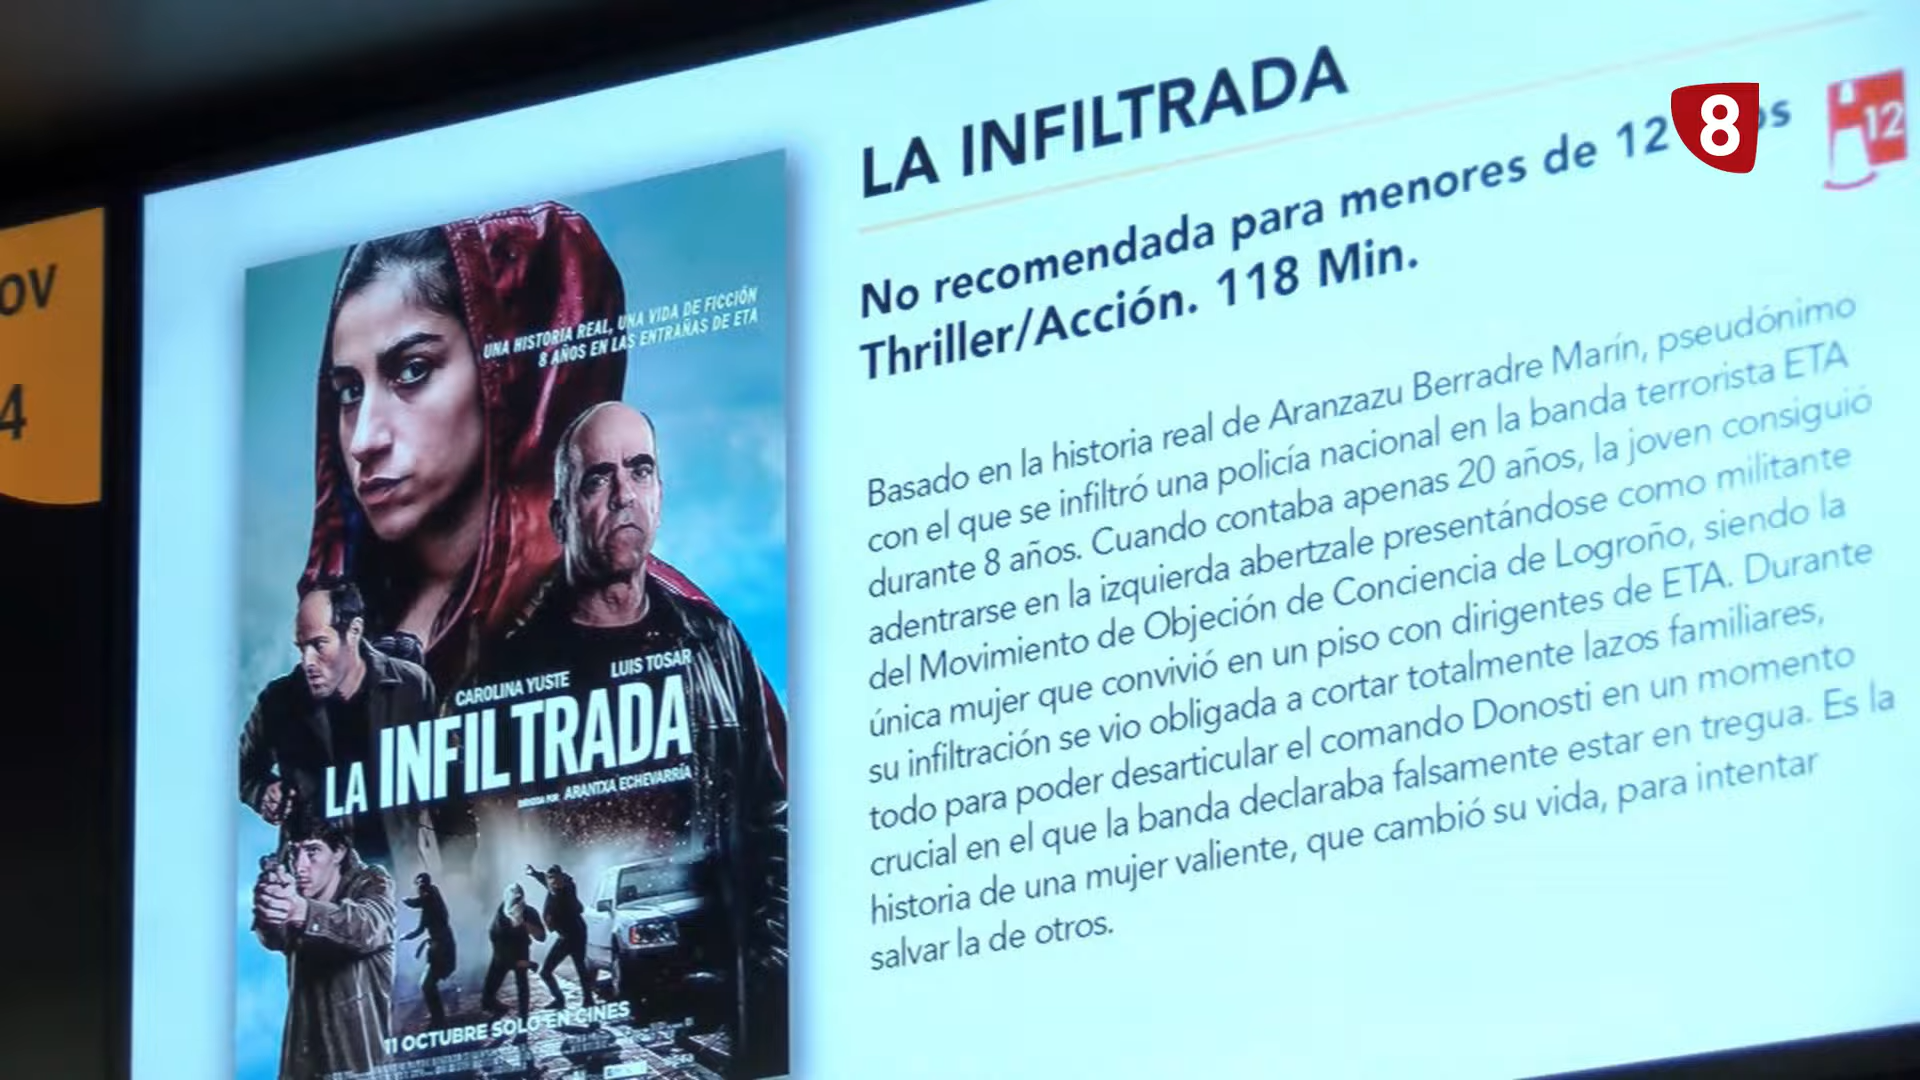 OV
4
UNA HISTORIA REAL, UNA VIDA DE FICCIÓN
8 AÑOS EN LAS ENTRAÑAS DE ETA
CAROLINA YUSTE
LUIS TOSAR
LA INFILTRADA
DIRIGIDA POR ARANTXA ECHEVARRÍA
11 OCTUBRE SOLO EN CINES
LA INFILTRADA
8
12
No recomendada para menores de 12
Thriller/Acción. 118 Min.
Basado en la historia real de Aranzazu Berradre Marín, pseudónimo
con el que se infiltró una policía nacional en la banda terrorista ETA
durante 8 años. Cuando contaba apenas 20 años, la joven consiguió
adentrarse en la izquierda abertzale presentándose como militante
del Movimiento de Objeción de Conciencia de Logroño, siendo la
única mujer que convivió en un piso con dirigentes de ETA. Durante
su infiltración se vio obligada a cortar totalmente lazos familiares,
todo para poder desarticular el comando Donosti en un momento
crucial en el que la banda declaraba falsamente estar en tregua. Es la
historia de una mujer valiente, que cambió su vida, para intentar
salvar la de otros.